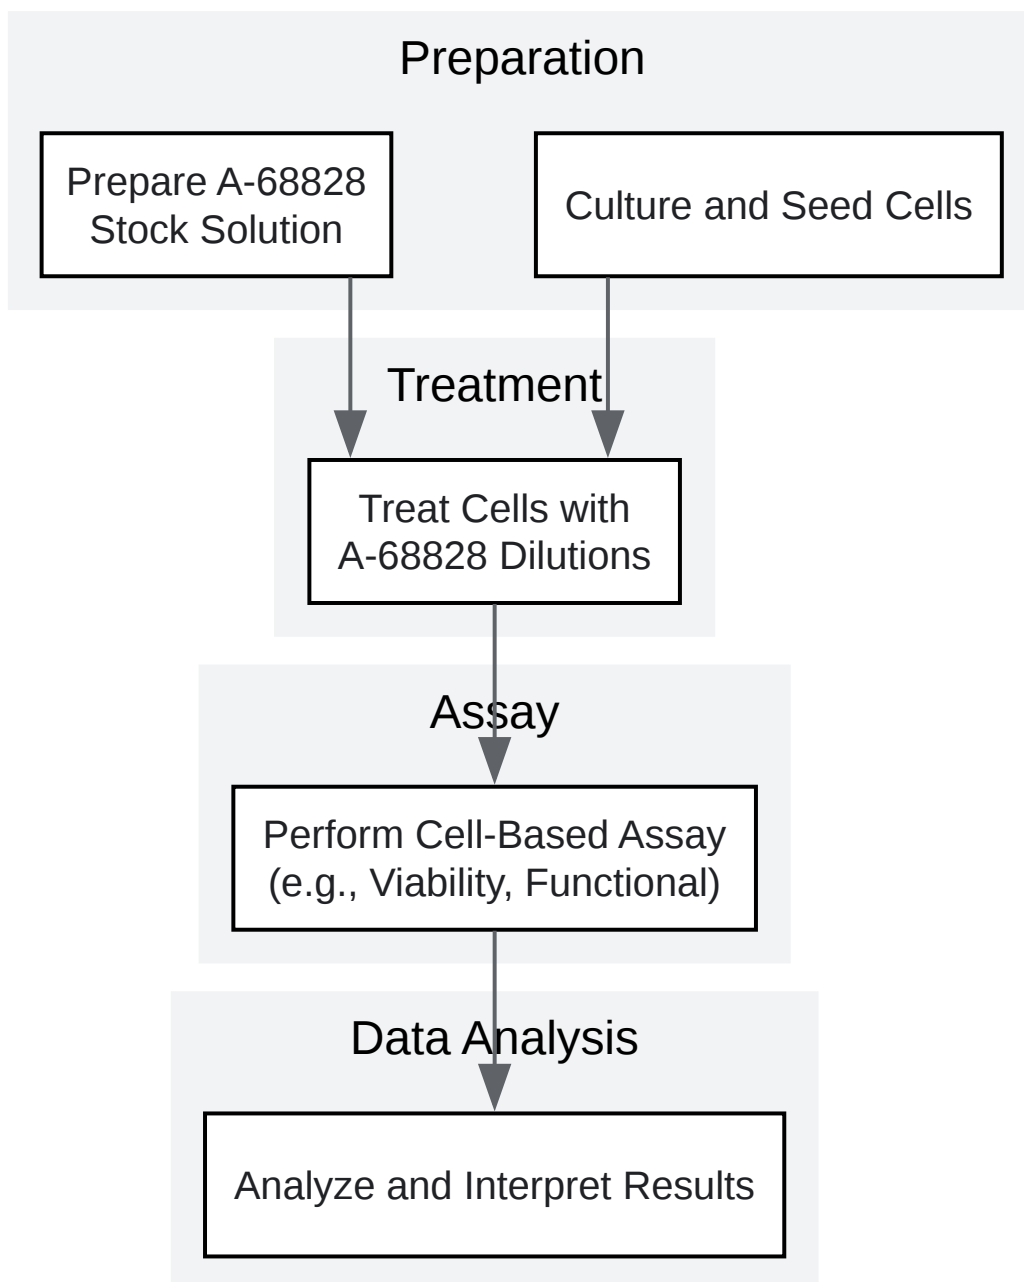 Preparation
Prepare A-68828
Stock Solution
Culture and Seed Cells
Treatment
Treat Cells with
A-68828 Dilutions
Assay
Perform Cell-Based Assay
(e.g., Viability, Functional)
Data Analysis
Analyze and Interpret Results